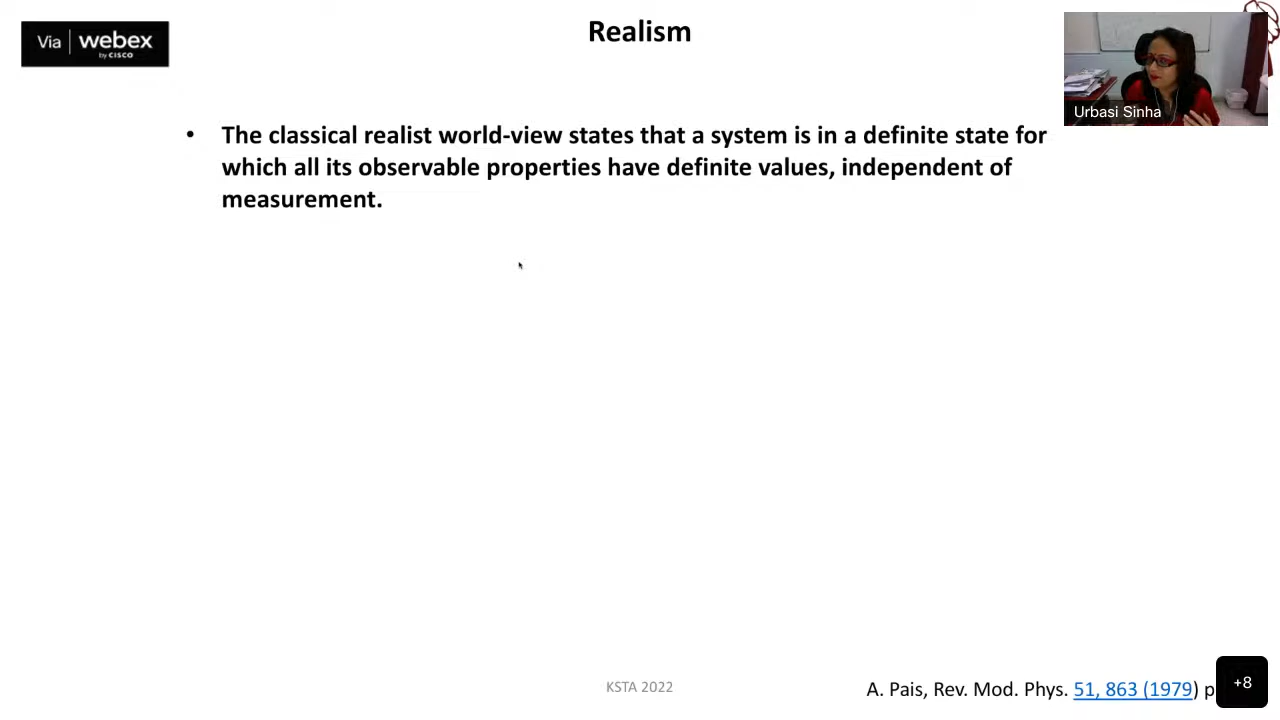 Via webex
by CISCO
Realism
Urbasi Sinha
• The classical realist world-view states that a system is in a definite state for
which all its observable properties have definite values, independent of
measurement.
KSTA 2022
A. Pais, Rev. Mod. Phys. 51, 863 (1979) p
+8